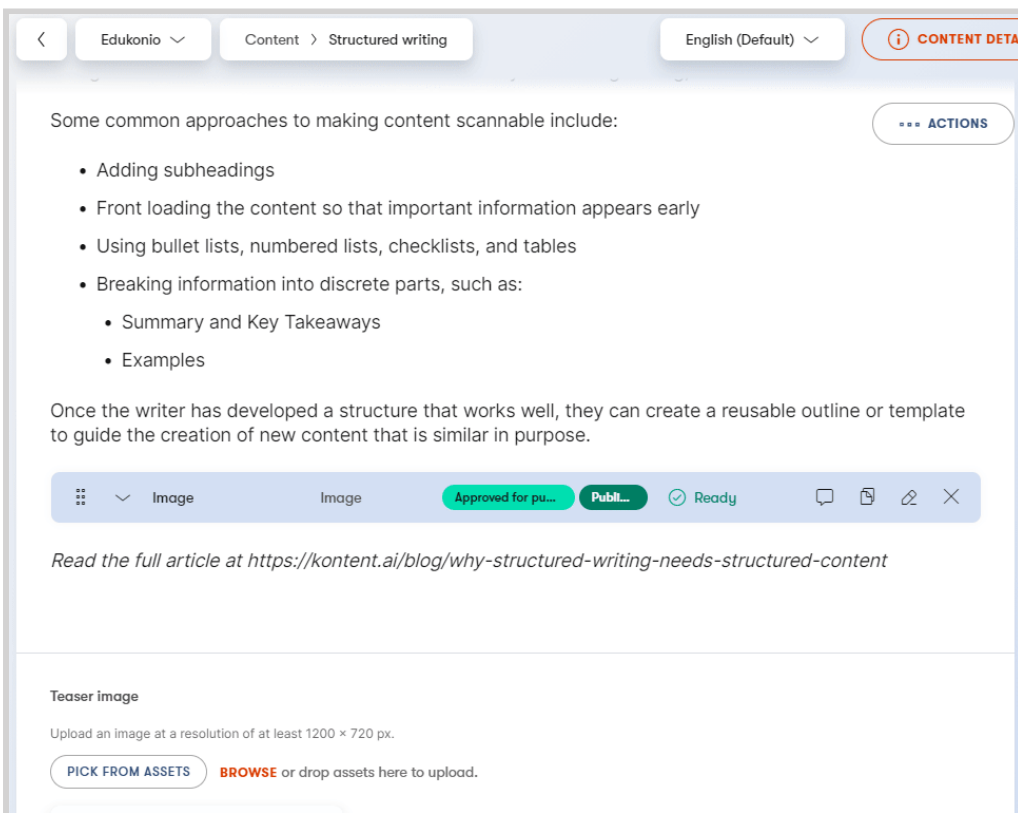 Edukonio
Content > Structured writing
English (Default)
CONTENT DETA
Some common approaches to making content scannable include:
ACTIONS
• Adding subheadings
• Front loading the content so that important information appears early
• Using bullet lists, numbered lists, checklists, and tables
• Breaking information into discrete parts, such as:
• Summary and Key Takeaways
• Examples
Once the writer has developed a structure that works well, they can create a reusable outline or template
to guide the creation of new content that is similar in purpose.
Image Image Approved for pu... Publi... Ready
Read the full article at https://kontent.ai/blog/why-structured-writing-needs-structured-content
Teaser image
Upload an image at a resolution of at least 1200 × 720 px.
PICK FROM ASSETS BROWSE or drop assets here to upload.